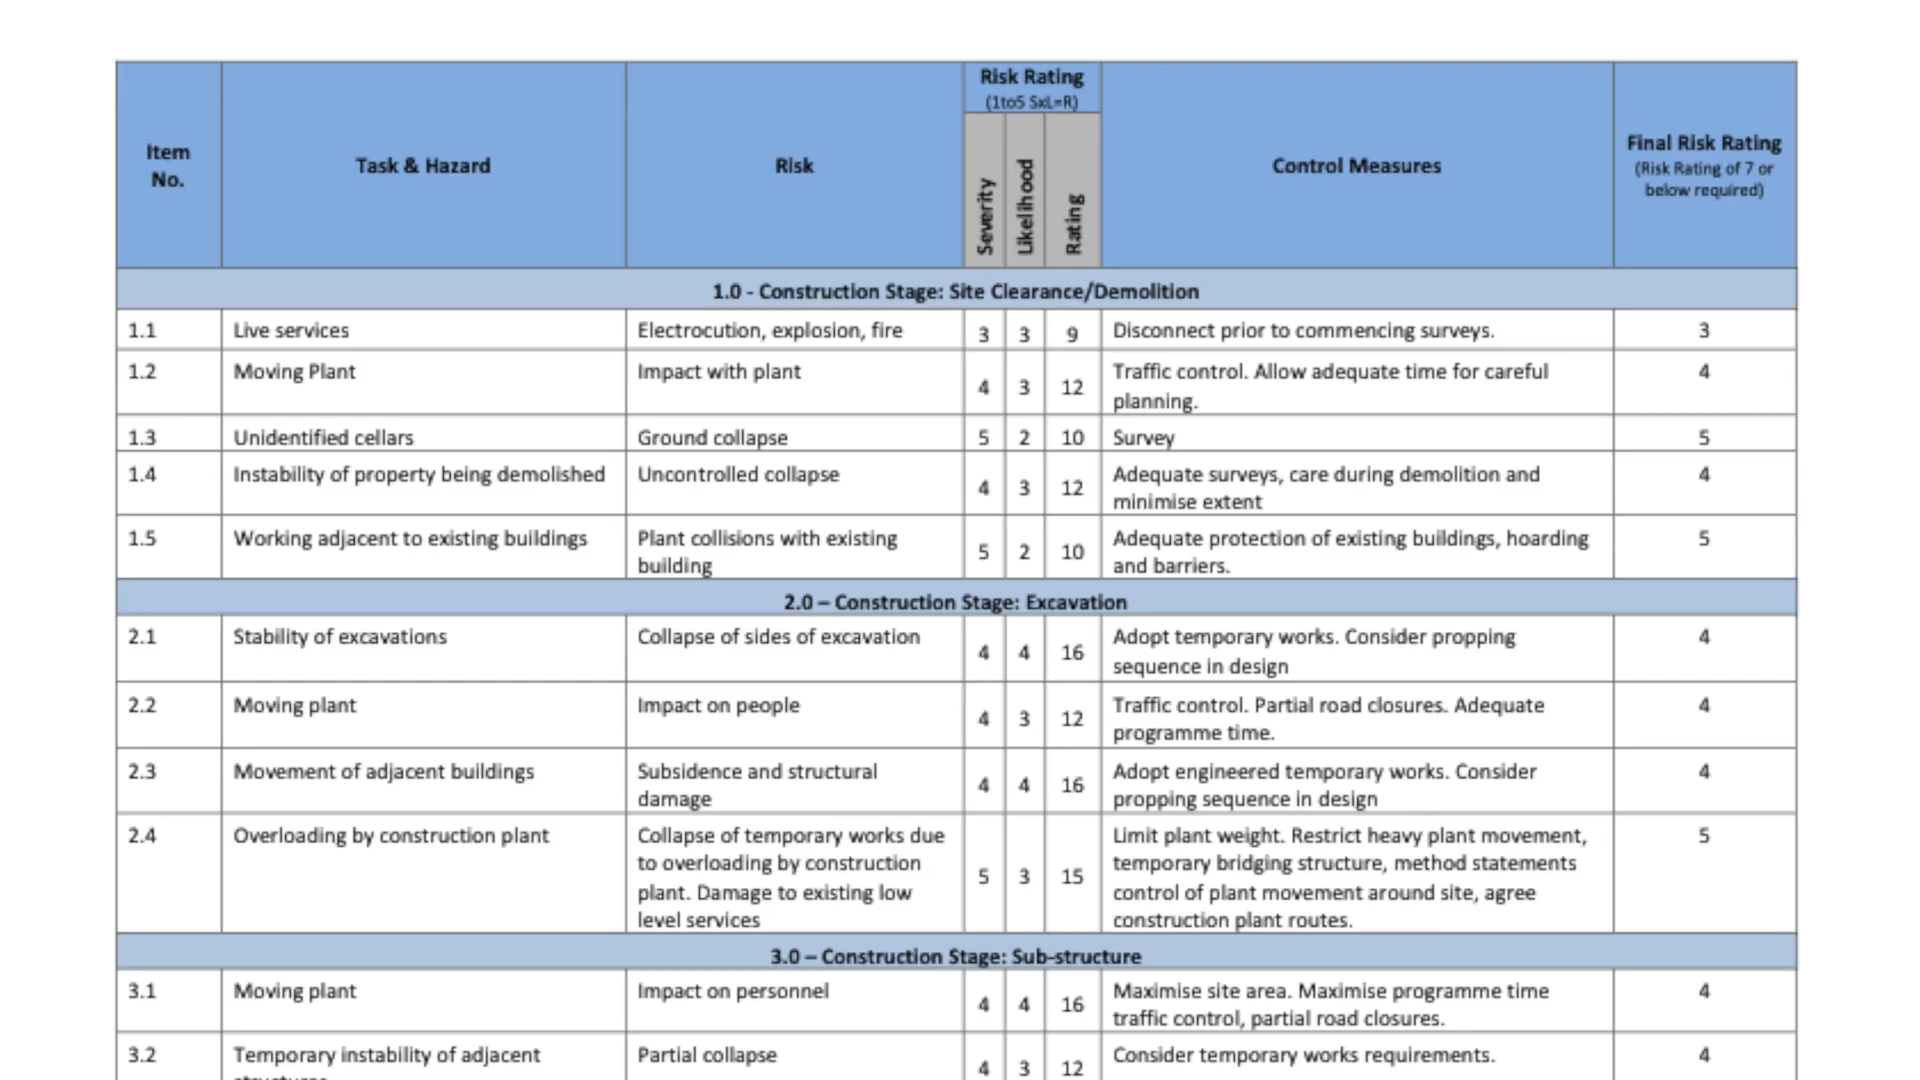 Item
No.
Task & Hazard
Risk
Risk Rating
(1to5 SxL=R)
Severity
Likelihood
Rating
Control Measures
Final Risk Rating
(Risk Rating of 7 or
below required)
1.0 - Construction Stage: Site Clearance/Demolition
1.1
Live services
Electrocution, explosion, fire
3
3
9
Disconnect prior to commencing surveys.
3
1.2
Moving Plant
Impact with plant
4
3
12
Traffic control. Allow adequate time for careful
planning.
4
1.3
Unidentified cellars
Ground collapse
5
2
10
Survey
5
1.4
Instability of property being demolished
Uncontrolled collapse
4
3
12
Adequate surveys, care during demolition and
minimise extent
4
1.5
Working adjacent to existing buildings
Plant collisions with existing
building
5
2
10
Adequate protection of existing buildings, hoarding
and barriers.
5
2.0 – Construction Stage: Excavation
2.1
Stability of excavations
Collapse of sides of excavation
4
4
16
Adopt temporary works. Consider propping
sequence in design
4
2.2
Moving plant
Impact on people
4
3
12
Traffic control. Partial road closures. Adequate
programme time.
4
2.3
Movement of adjacent buildings
Subsidence and structural
damage
4
4
16
Adopt engineered temporary works. Consider
propping sequence in design
4
2.4
Overloading by construction plant
Collapse of temporary works due
to overloading by construction
plant. Damage to existing low
level services
5
3
15
Limit plant weight. Restrict heavy plant movement,
temporary bridging structure, method statements
control of plant movement around site, agree
construction plant routes.
5
3.0 – Construction Stage: Sub-structure
3.1
Moving plant
Impact on personnel
4
4
16
Maximise site area. Maximise programme time
traffic control, partial road closures.
4
3.2
Temporary instability of adjacent
Partial collapse
4
3
12
Consider temporary works requirements.
4